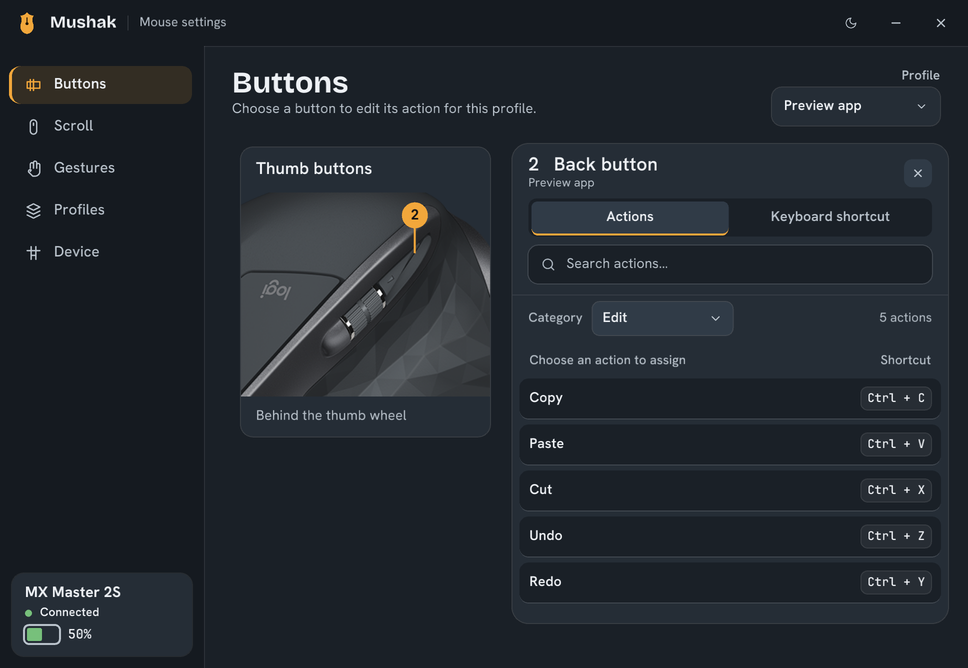 Mushak
Mouse settings
Buttons
Scroll
Gestures
Profiles
Device
MX Master 2S
Connected
50%
Buttons
Choose a button to edit its action for this profile.
Profile
Preview app
Thumb buttons
2
logi
Behind the thumb wheel
2 Back button
Preview app
Actions
Keyboard shortcut
Search actions...
Category
Edit
5 actions
Choose an action to assign
Shortcut
Copy
Ctrl + C
Paste
Ctrl + V
Cut
Ctrl + X
Undo
Ctrl + Z
Redo
Ctrl + Y